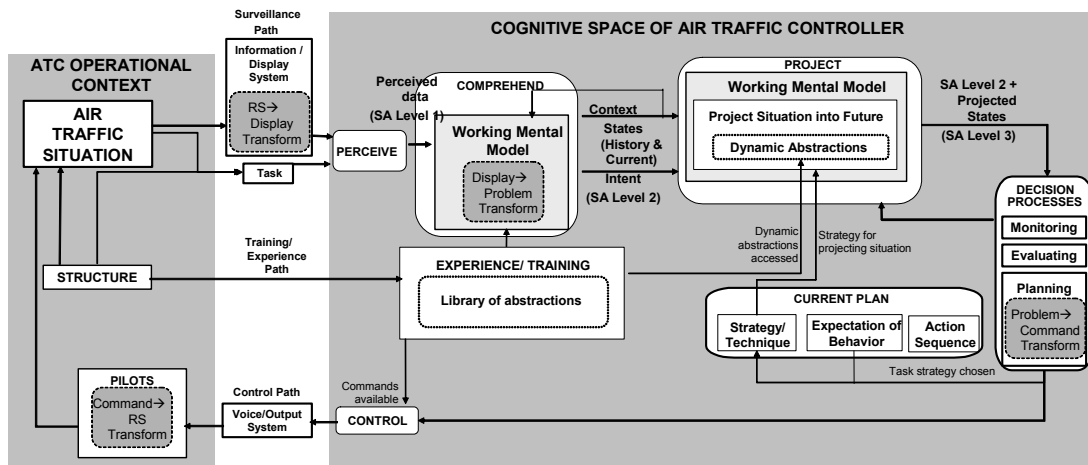 Surveillance
Path
COGNITIVE SPACE OF AIR TRAFFIC CONTROLLER
ATC OPERATIONAL
CONTEXT
Information /
Display
System
RS→
Display
Transform
AIR
TRAFFIC
SITUATION
Task
PERCEIVE
Perceived
data
(SA Level 1)
COMPREHEND
Working Mental
Model
Display→
Problem
Transform
Context
States
(History &
Current)
Intent
(SA Level 2)
PROJECT
Working Mental Model
Project Situation into Future
Dynamic Abstractions
SA Level 2 +
Projected
States
(SA Level 3)
DECISION
PROCESSES
Monitoring
Evaluating
Planning
Problem→
Command
Transform
Dynamic
abstractions
accessed
Strategy for
projecting situation
Training/
Experience
Path
STRUCTURE
EXPERIENCE/ TRAINING
Library of abstractions
CURRENT PLAN
Strategy/
Technique
Expectation of
Behavior
Action
Sequence
Task strategy chosen
PILOTS
Command→
RS
Transform
Control Path
Voice/Output
System
Commands
available
CONTROL